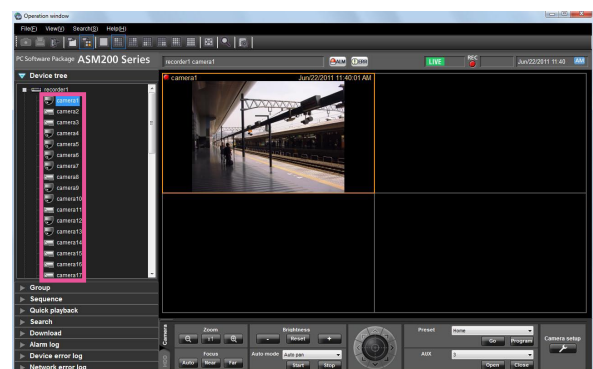 Operation window
File(F) View(V) Search(S) Help(H)
PC Software Package ASM200 Series
recorder1 camera1
ALM
ERR
LIVE
REC
Jun/22/2011 11:40 AM
Device tree
recorder1
camera1
camera2
camera3
camera4
camera5
camera6
camera7
camera8
camera9
camera10
camera11
camera12
camera13
camera14
camera15
camera16
camera17
camera1 Jun/22/2011 11:40:01 AM
Group
Sequence
Quick playback
Search
Download
Alarm log
Device error log
Network error log
Camera
HDD
Zoom
x1
Brightness
- Reset +
Focus
Auto Near Far
Auto mode Auto pan
Start Stop
Preset Home
Go Program
AUX 3
Open Close
Camera setup